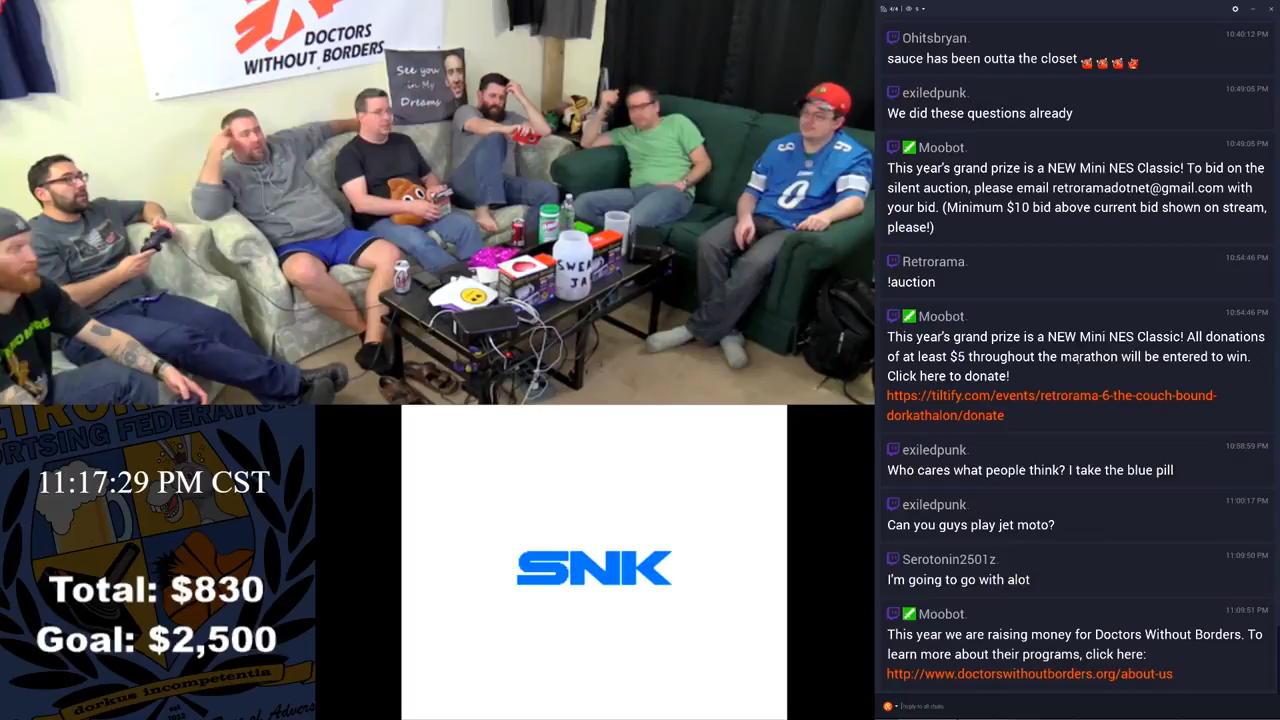 DOCTORS
WITHOUT BORDERS
See you
in My
Dreams
SWEAR
JA
9
11:17:29 PM CST
Total: $830
Goal: $2,500
dorkus incompetentia
SNK
4/4
Ohitsbryan.
10:40:12 PM
sauce has been outta the closet
exiledpunk.
10:49:05 PM
We did these questions already
Moobot.
10:49:05 PM
This year's grand prize is a NEW Mini NES Classic! To bid on the
silent auction, please email retroramadotnet@gmail.com with
your bid. (Minimum $10 bid above current bid shown on stream,
please!)
Retrorama.
10:54:46 PM
!auction
Moobot.
10:54:46 PM
This year's grand prize is a NEW Mini NES Classic! All donations
of at least $5 throughout the marathon will be entered to win.
Click here to donate!
https://tiltify.com/events/retrorama-6-the-couch-bound-
dorkathalon/donate
exiledpunk.
10:58:59 PM
Who cares what people think? I take the blue pill
exiledpunk.
11:00:17 PM
Can you guys play jet moto?
Serotonin2501z.
11:09:50 PM
I'm going to go with alot
Moobot.
11:09:51 PM
This year we are raising money for Doctors Without Borders. To
learn more about their programs, click here:
http://www.doctorswithoutborders.org/about-us
Reply to all chats